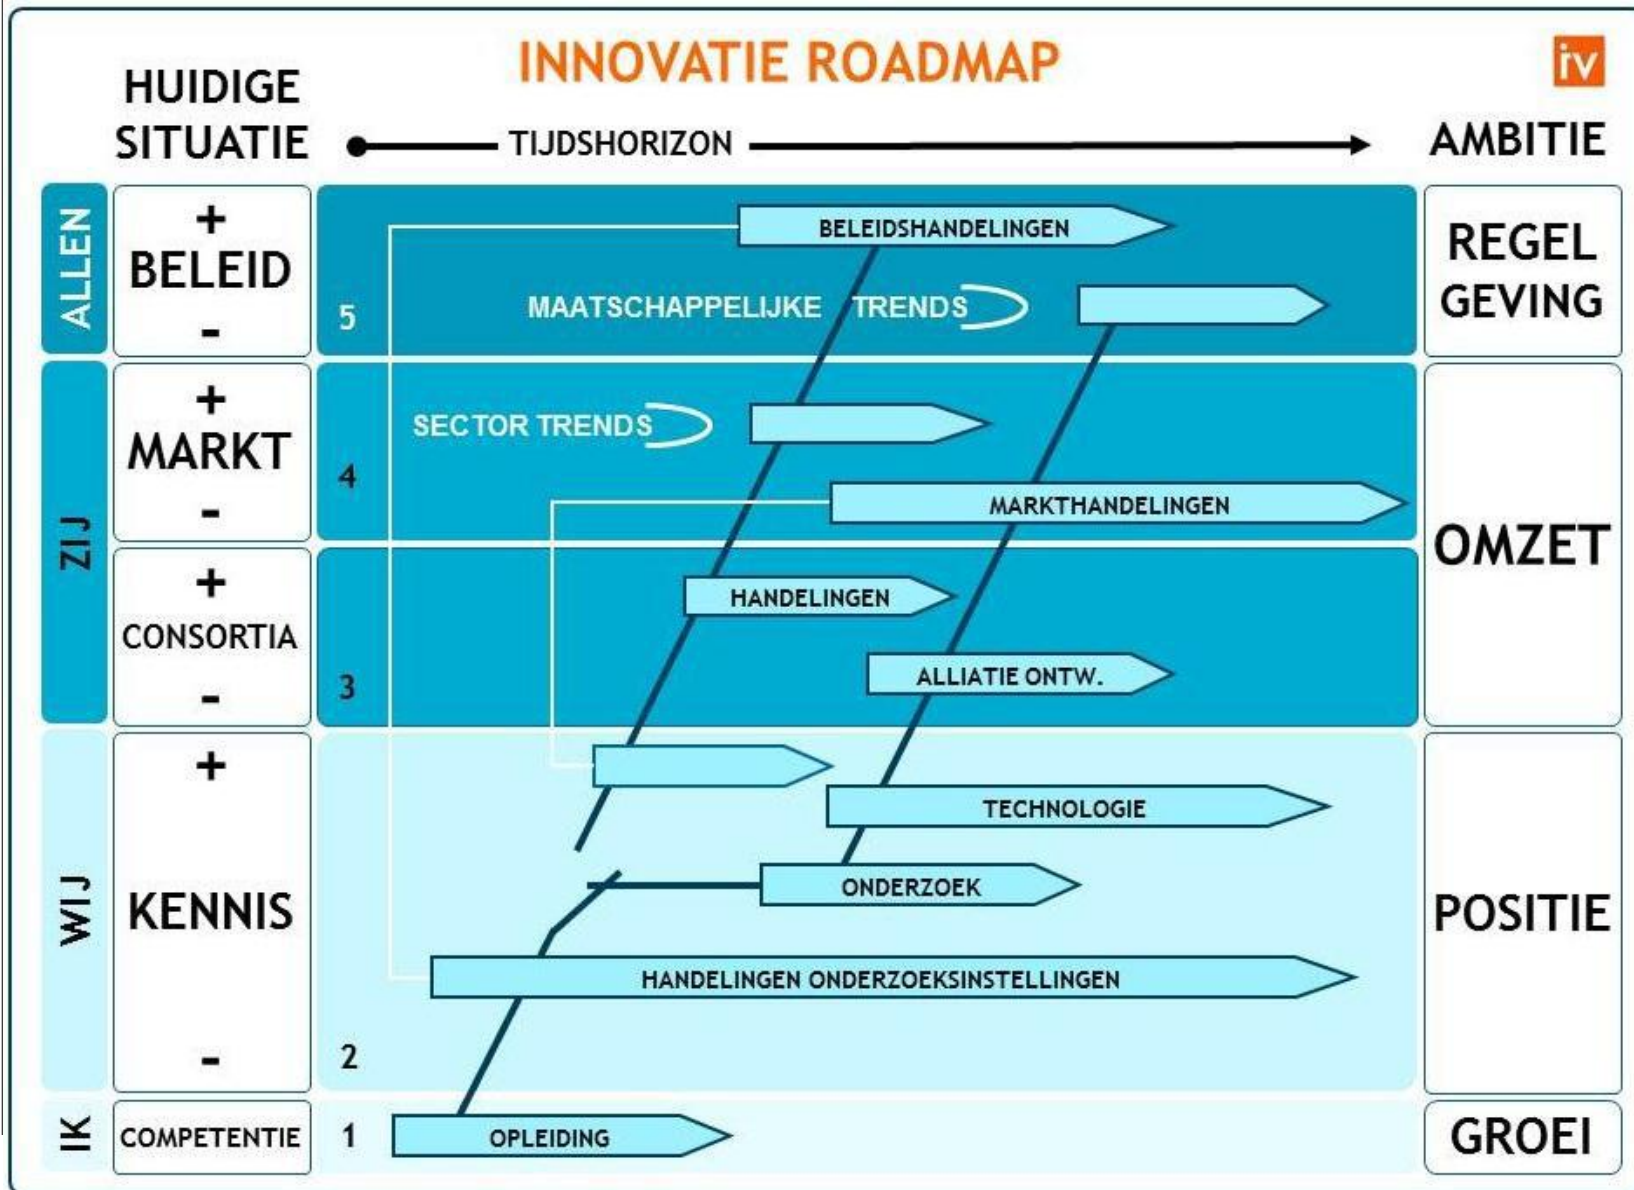 INNOVATIE ROADMAP
iv
HUIDIGE
SITUATIE
TIJDSHORIZON
AMBITIE
ALLEN
+
BELEID
-
5
BELEIDSHANDELINGEN
MAATSCHAPPELIJKE TRENDS
REGEL
GEVING
ZIJ
+
MARKT
-
4
SECTOR TRENDS
MARKTHANDELINGEN
OMZET
+
CONSORTIA
-
3
HANDELINGEN
ALLIATIE ONTW.
WIJ
+
KENNIS
-
2
TECHNOLOGIE
ONDERZOEK
HANDELINGEN ONDERZOEKSINSTELLINGEN
POSITIE
IK
COMPETENTIE
1
OPLEIDING
GROEI